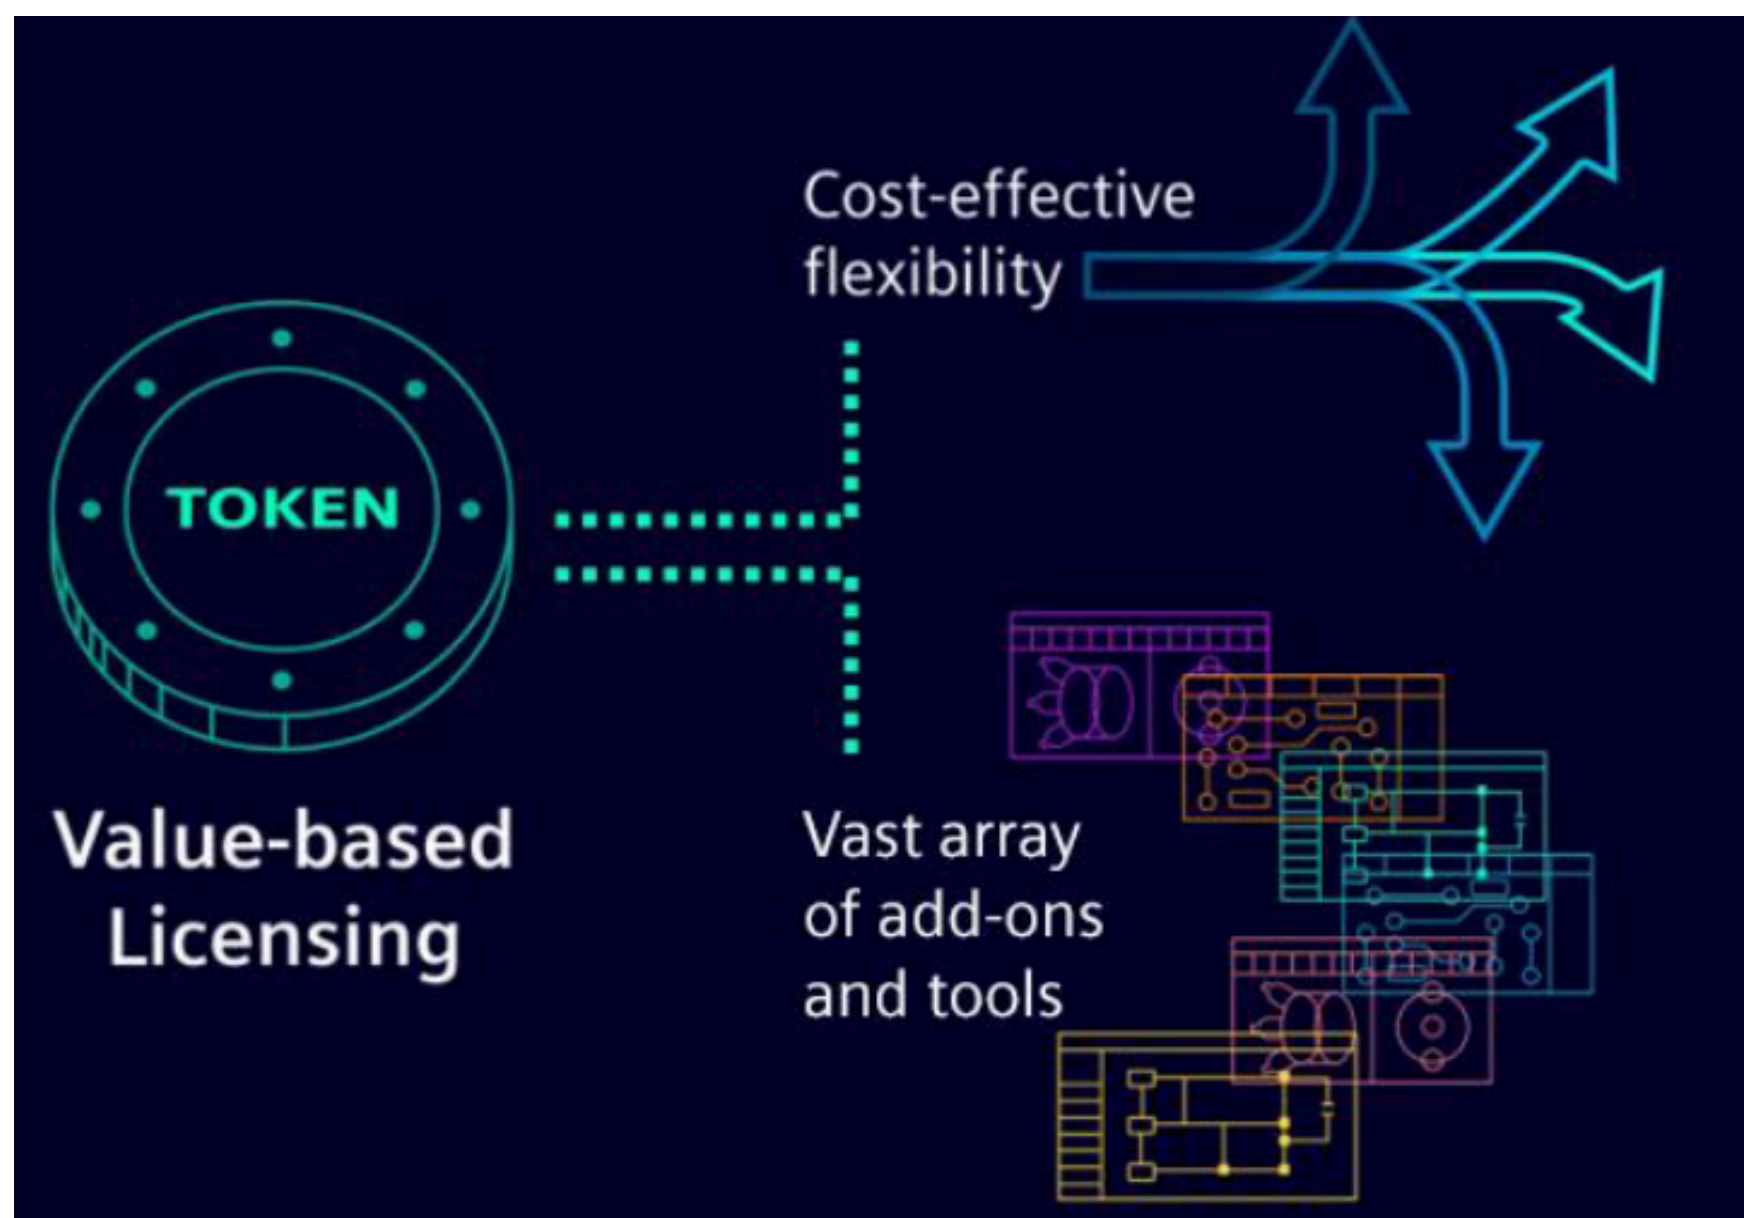 TOKEN
Value-based
Licensing
Cost-effective
flexibility
Vast array
of add-ons
and tools